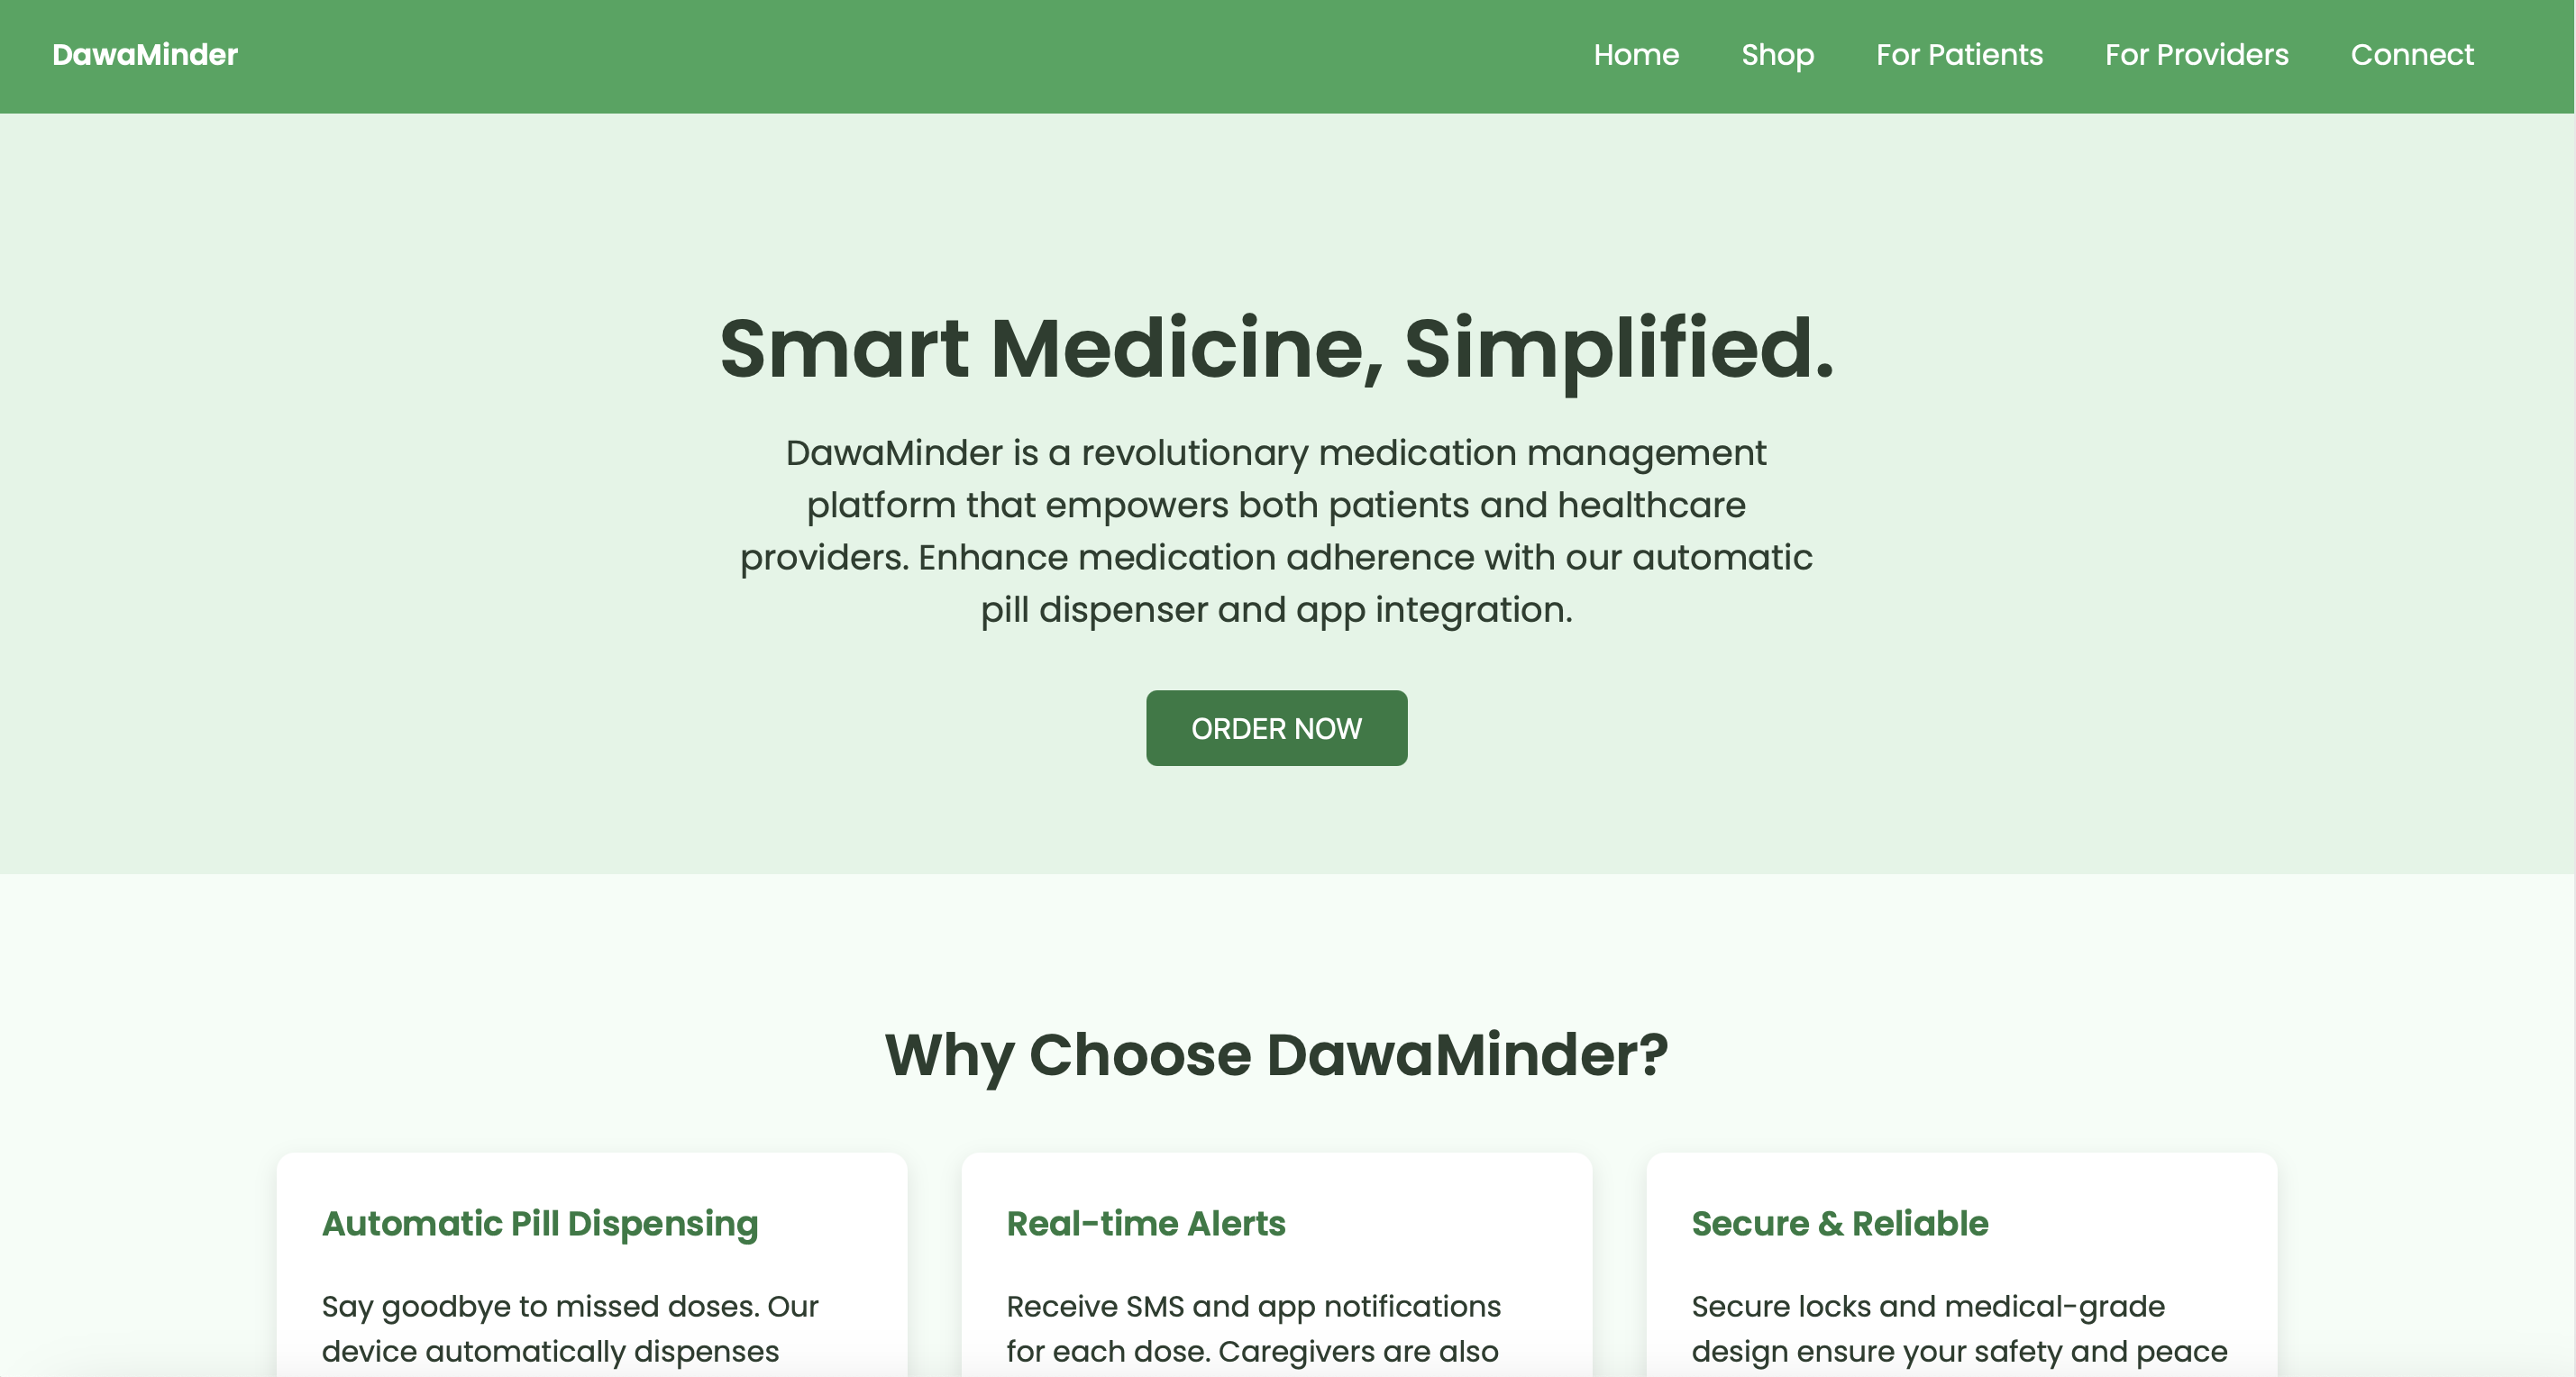 DawaMinder
Home Shop For Patients For Providers Connect
Smart Medicine, Simplified.
DawaMinder is a revolutionary medication management
platform that empowers both patients and healthcare
providers. Enhance medication adherence with our automatic
pill dispenser and app integration.
ORDER NOW
Why Choose DawaMinder?
Automatic Pill Dispensing
Say goodbye to missed doses. Our
device automatically dispenses
Real-time Alerts
Receive SMS and app notifications
for each dose. Caregivers are also
Secure & Reliable
Secure locks and medical-grade
design ensure your safety and peace